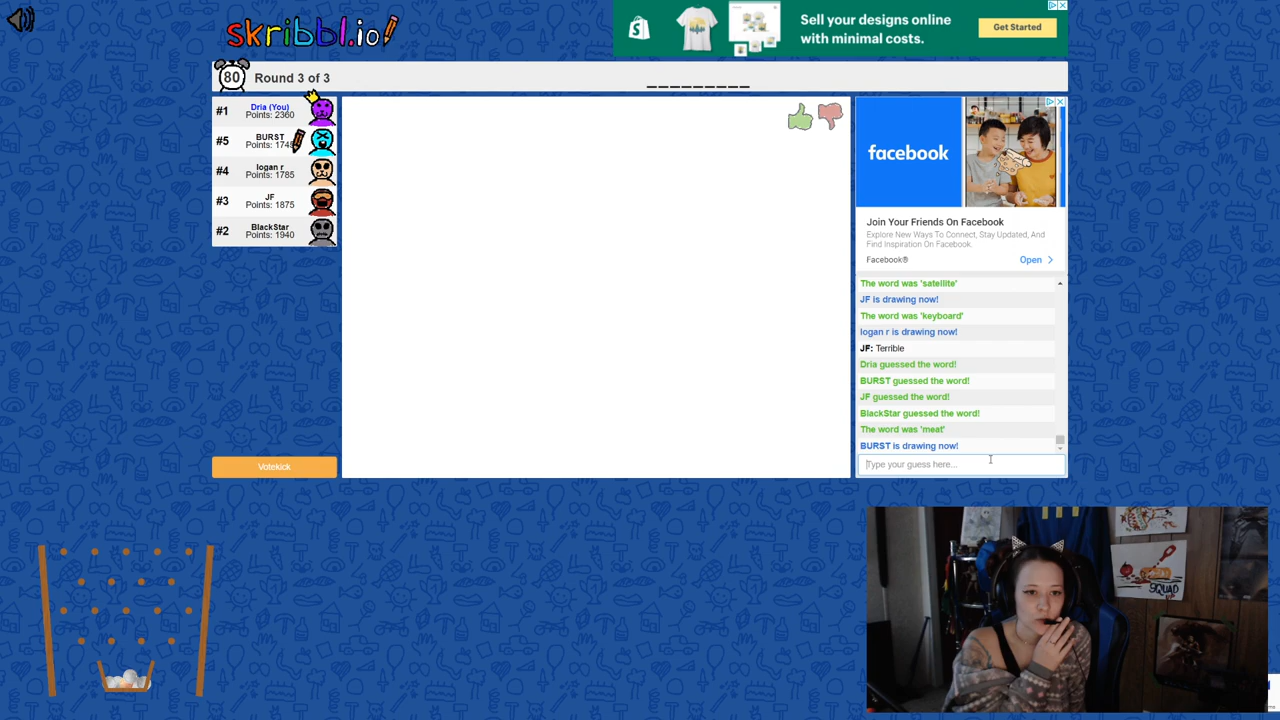 skribbl.io
Sell your designs online
with minimal costs.
Get Started
80
Round 3 of 3
_________
#1
Dria (You)
Points: 2360
#5
BURST
#4
logan r
Points: 1785
#3
JF
Points: 1875
#2
BlackStar
Points: 1940
Votekick
facebook
Join Your Friends On Facebook
Explore New Ways To Connect, Stay Updated, And
Find Inspiration On Facebook.
Facebook®
Open
The word was 'satellite'
JF is drawing now!
The word was 'keyboard'
logan r is drawing now!
JF: Terrible
Dria guessed the word!
BURST guessed the word!
JF guessed the word!
BlackStar guessed the word!
The word was 'meat'
BURST is drawing now!
Type your guess here...
SQUAD